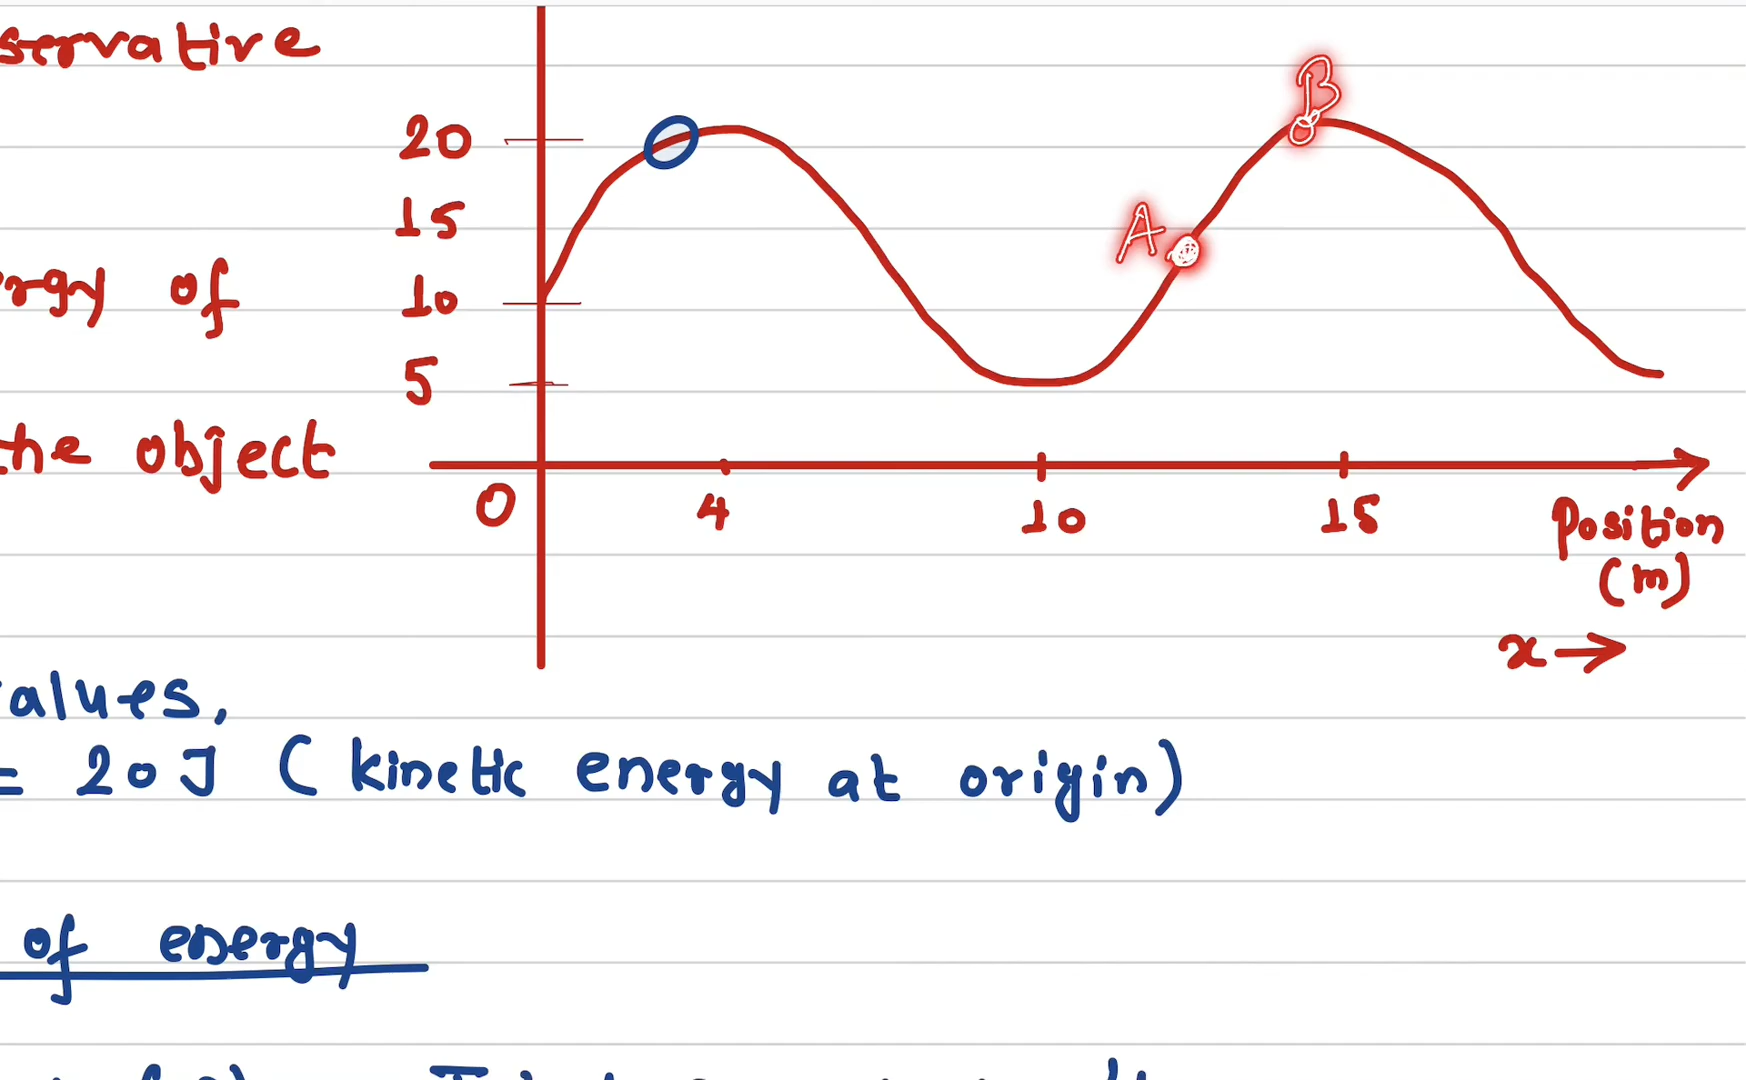 servative
B
20
A
15
rgy of
10
5
he object
0 4 10 15
Position
(m)
x →
alues,
= 20 J ( kinetic energy at origin)
of energy